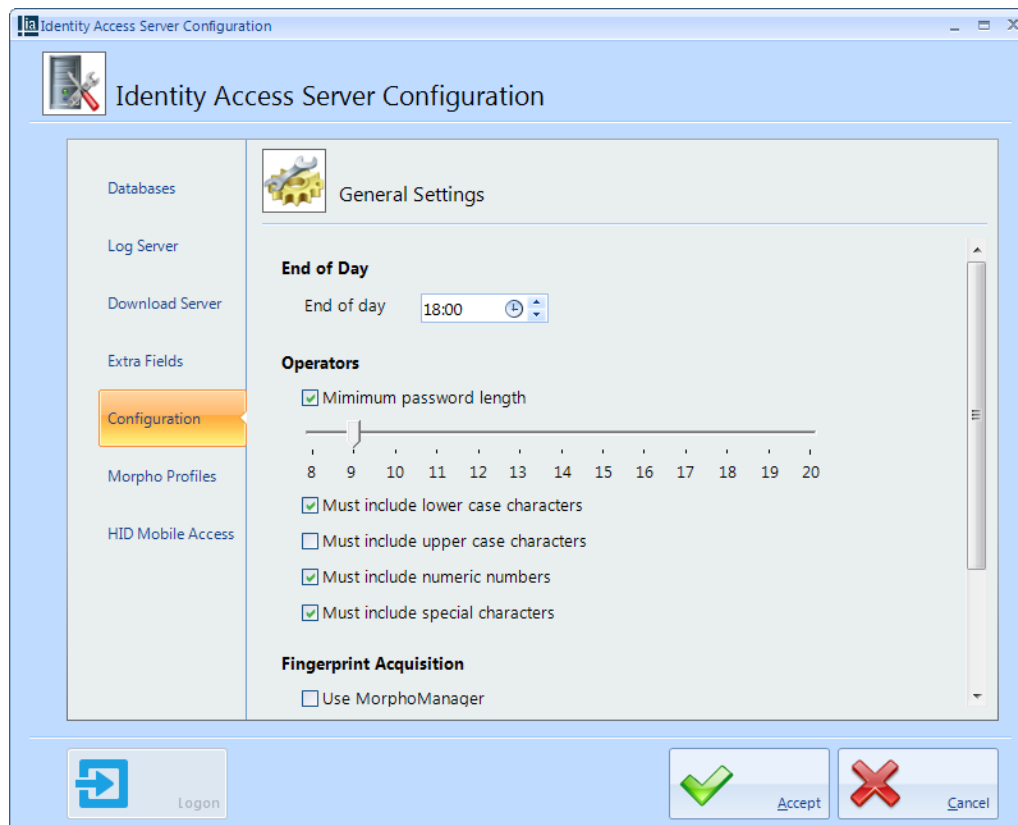 ia Identity Access Server Configuration
Identity Access Server Configuration
Databases
Log Server
Download Server
Extra Fields
Configuration
Morpho Profiles
HID Mobile Access
General Settings
End of Day
End of day 18:00
Operators
Mimimum password length
8 9 10 11 12 13 14 15 16 17 18 19 20
Must include lower case characters
Must include upper case characters
Must include numeric numbers
Must include special characters
Fingerprint Acquisition
Use MorphoManager
Logon
Accept
Cancel